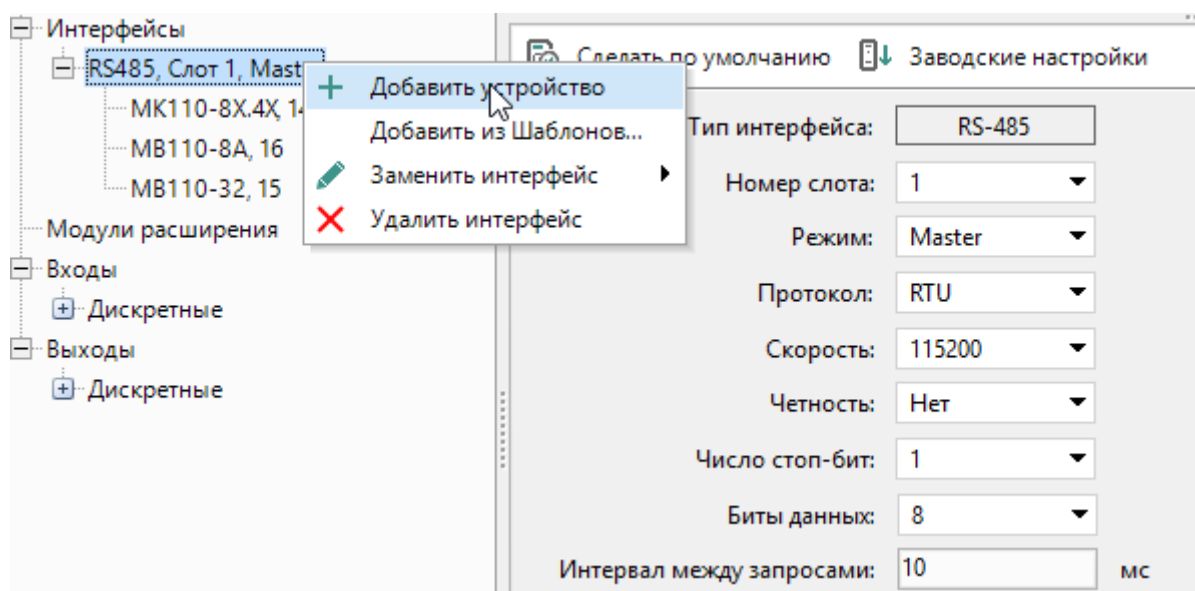 Интерфейсы
RS485, Слот 1, Mast
МК110-8Х.4Х, 14
МВ110-8А, 16
МВ110-32, 15
Модули расширения
Входы
Дискретные
Выходы
Дискретные
Добавить устройство
Добавить из Шаблонов...
Заменить интерфейс
Удалить интерфейс
Сделать по умолчанию
Заводские настройки
Тип интерфейса: RS-485
Номер слота: 1
Режим: Master
Протокол: RTU
Скорость: 115200
Четность: Нет
Число стоп-бит: 1
Биты данных: 8
Интервал между запросами: 10 мс